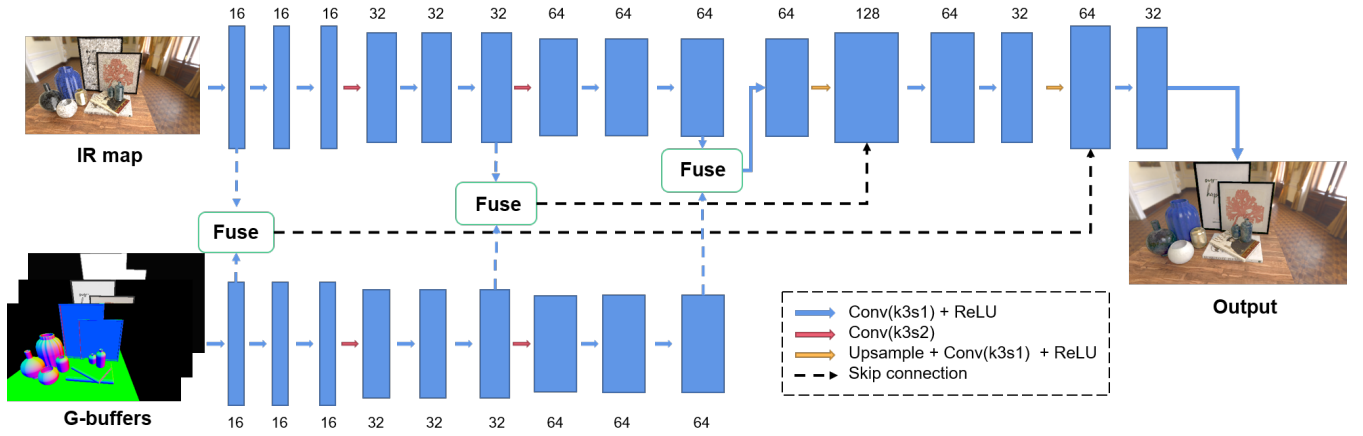 16 16 16 32 32 32 64 64 64 64 128 64 32 64 32
IR map
Fuse
Fuse
Fuse
G-buffers
16 16 16 32 32 32 64 64 64
Output
Conv(k3s1) + ReLU
Conv(k3s2)
Upsample + Conv(k3s1) + ReLU
Skip connection